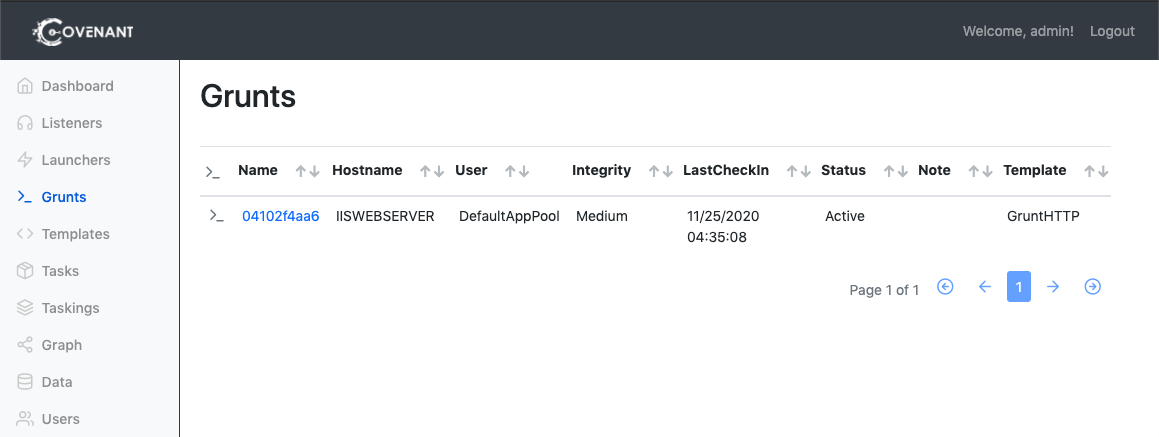 COVENANT
Welcome, admin! Logout
Dashboard
Listeners
Launchers
Grunts
Templates
Tasks
Taskings
Graph
Data
Users
Grunts
Name Hostname User Integrity LastCheckIn Status Note Template
04102f4aa6 IISWEBSERVER DefaultAppPool Medium 11/25/2020 Active GruntHTTP
04:35:08
Page 1 of 1 1